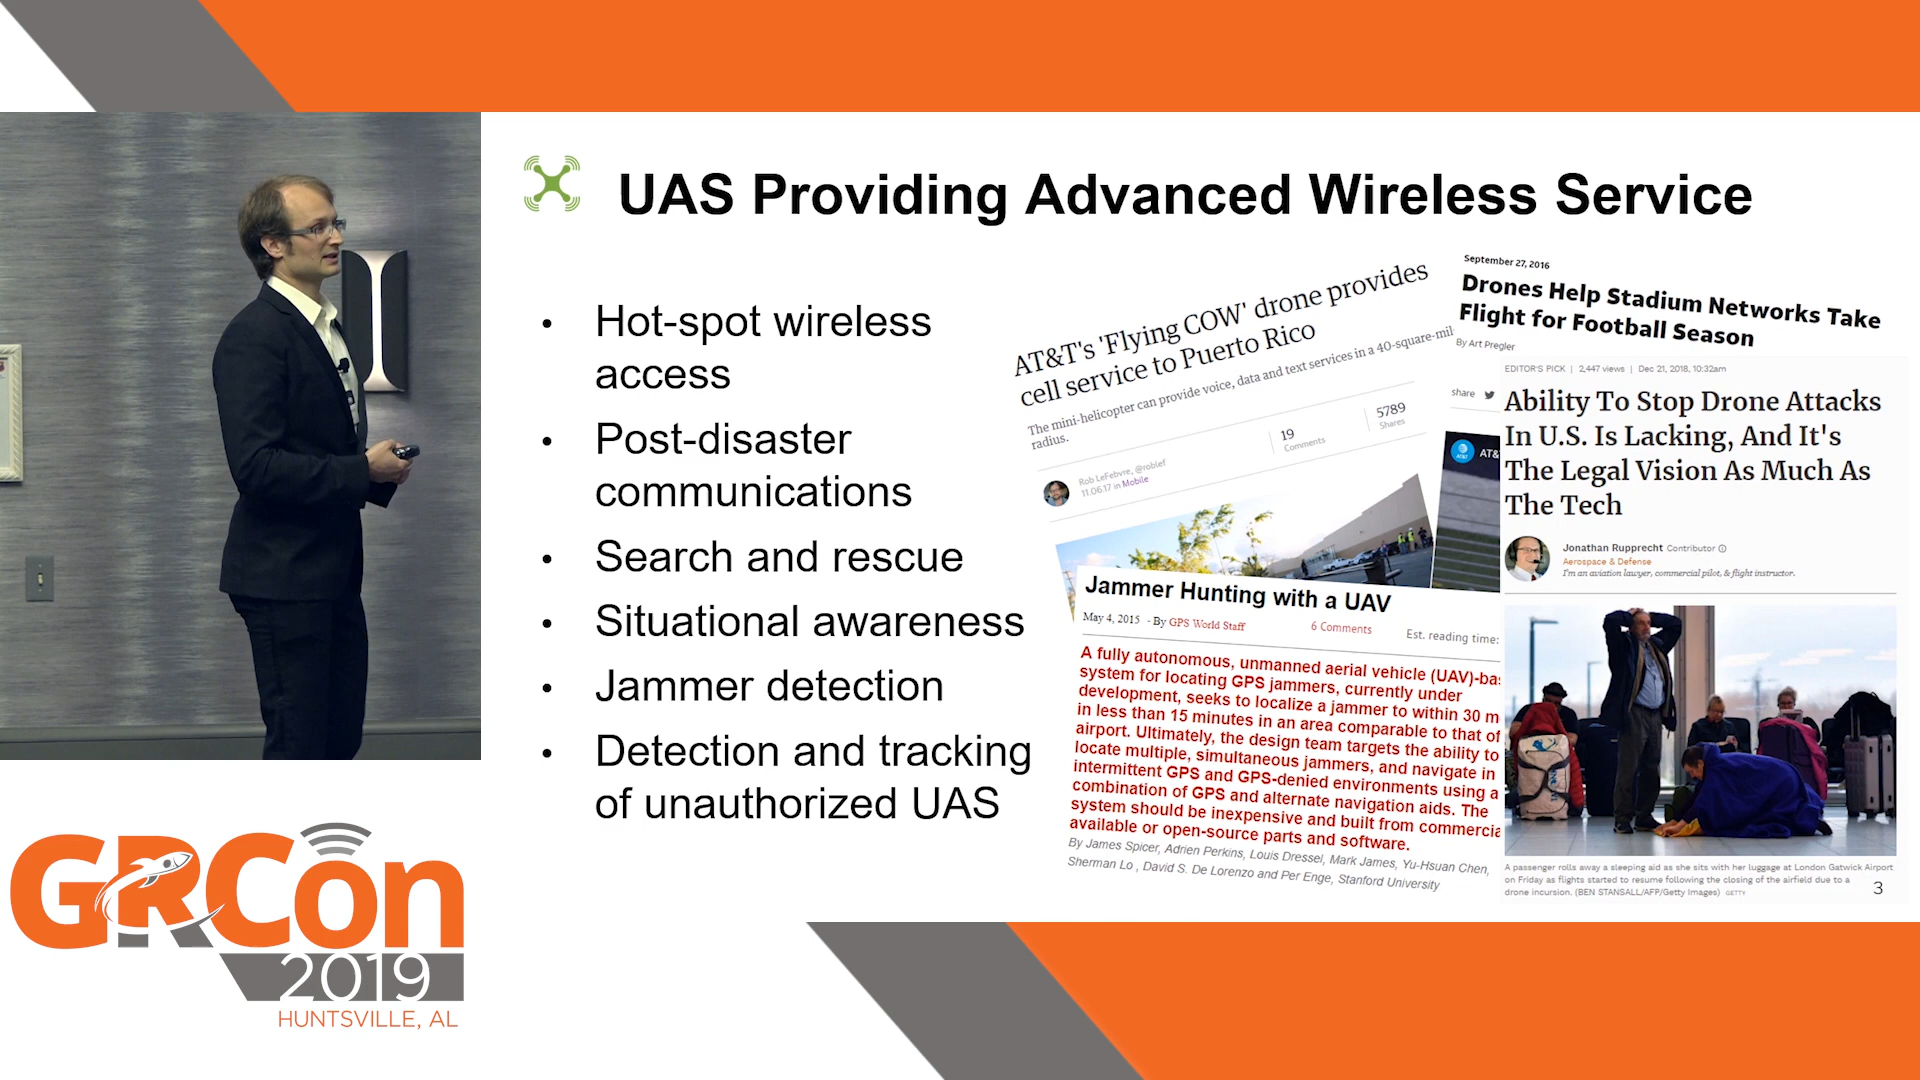 UAS Providing Advanced Wireless Service
• Hot-spot wireless
access
• Post-disaster
communications
• Search and rescue
• Situational awareness
• Jammer detection
• Detection and tracking
of unauthorized UAS
AT&T's 'Flying COW' drone provides
cell service to Puerto Rico
The mini-helicopter can provide voice, data and text services in a 40-square-mil
radius.
19
Comments
5789
Shares
Rob LeFebvre, @roblef
11.06.17 in Mobile
September 27, 2016
Drones Help Stadium Networks Take
Flight for Football Season
By Art Pregler
share
AT&
Jammer Hunting with a UAV
May 4, 2015 - By GPS World Staff
6 Comments
Est. reading time:
A fully autonomous, unmanned aerial vehicle (UAV)-ba
system for locating GPS jammers, currently under
development, seeks to localize a jammer to within 30 m
in less than 15 minutes in an area comparable to that of
airport. Ultimately, the design team targets the ability to
locate multiple, simultaneous jammers, and navigate in
intermittent GPS and GPS-denied environments using a
combination of GPS and alternate navigation aids. The
system should be inexpensive and built from commercia
available or open-source parts and software.
By James Spicer, Adrien Perkins, Louis Dressel, Mark James, Yu-Hsuan Chen,
Sherman Lo , David S. De Lorenzo and Per Enge, Stanford University
EDITOR'S PICK | 2,447 views | Dec 21, 2018, 10:32am
Ability To Stop Drone Attacks
In U.S. Is Lacking, And It's
The Legal Vision As Much As
The Tech
Jonathan Rupprecht Contributor
Aerospace & Defense
I'm an aviation lawyer, commercial pilot, & flight instructor.
A passenger rolls away a sleeping aid as she sits with her luggage at London Gatwick Airport
on Friday as flights started to resume following the closing of the airfield due to a
drone incursion. (BEN STANSALL/AFP/Getty Images) GETTY
3
GRCon
2019
HUNTSVILLE, AL